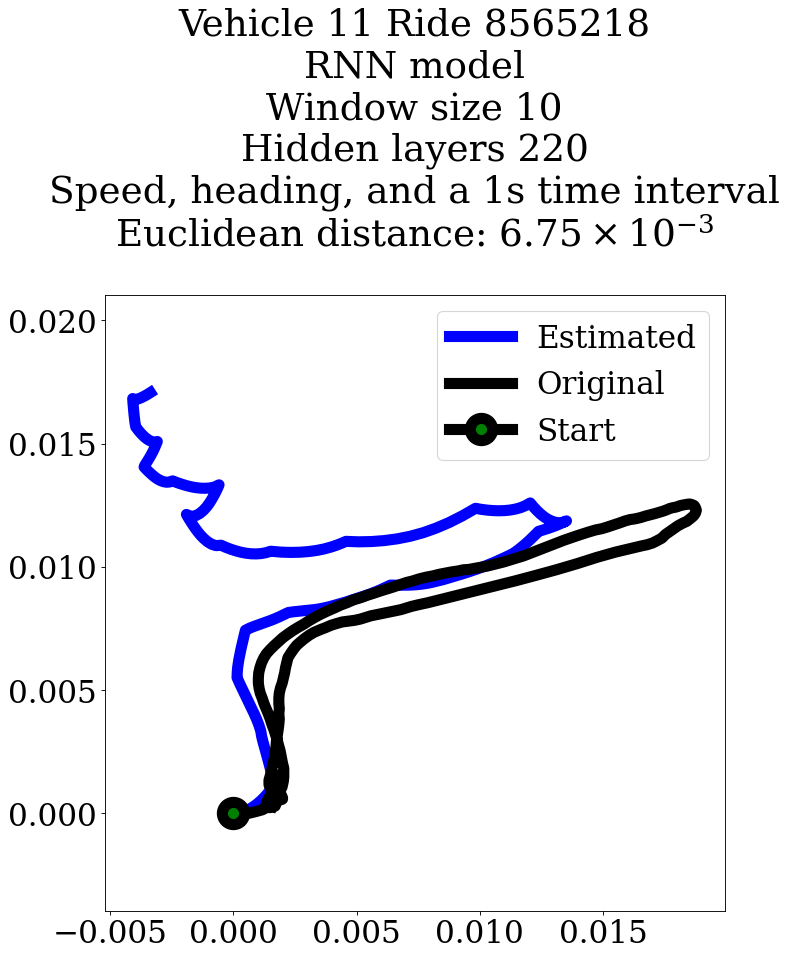 Vehicle 11 Ride 8565218
RNN model
Window size 10
Hidden layers 220
Speed, heading, and a 1s time interval
Euclidean distance: 6.75 × 10⁻³
Estimated
Original
Start
0.020
0.015
0.010
0.005
0.000
−0.005 0.000 0.005 0.010 0.015